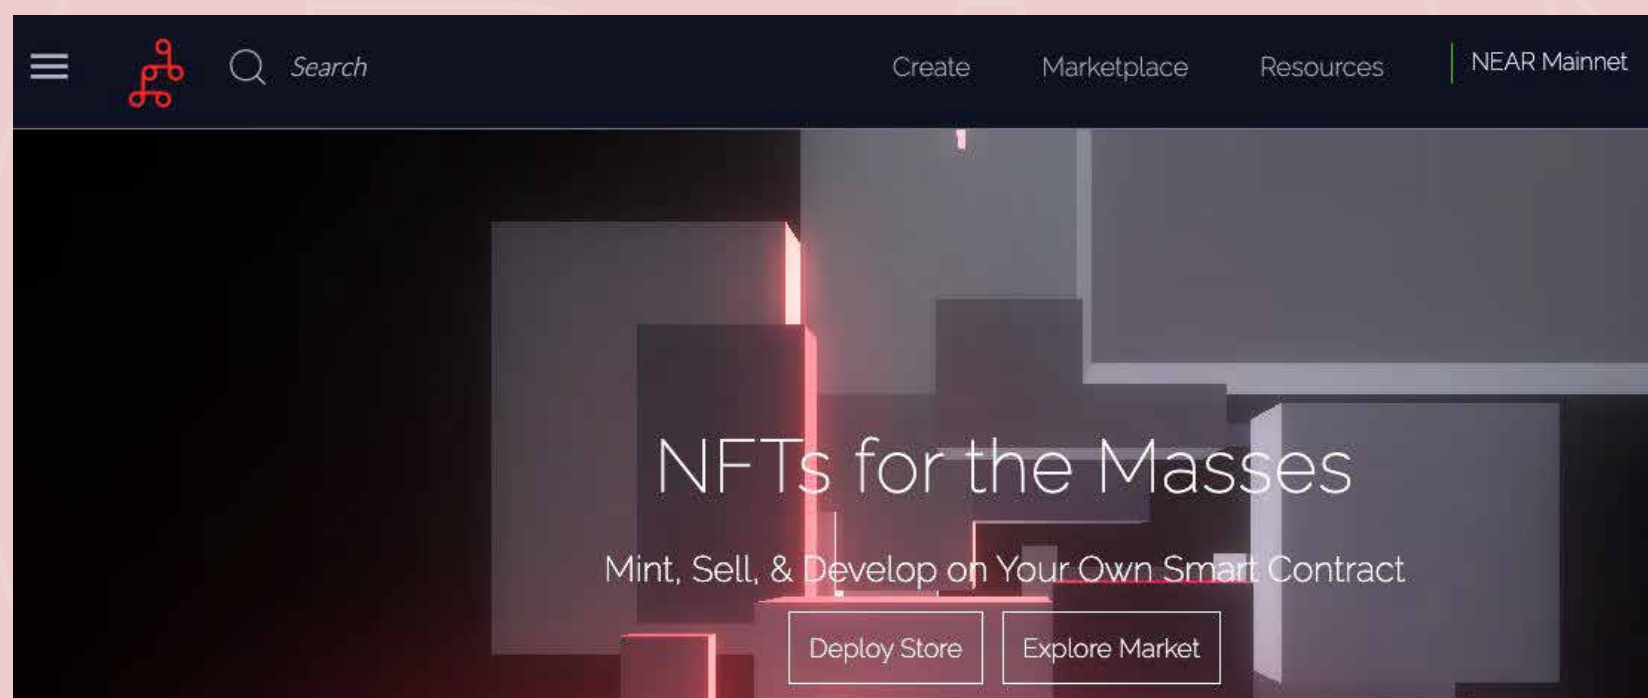 Search
Create
Marketplace
Resources
NEAR Mainnet
NFTs for the Masses
Mint, Sell, & Develop on Your Own Smart Contract
Deploy Store
Explore Market